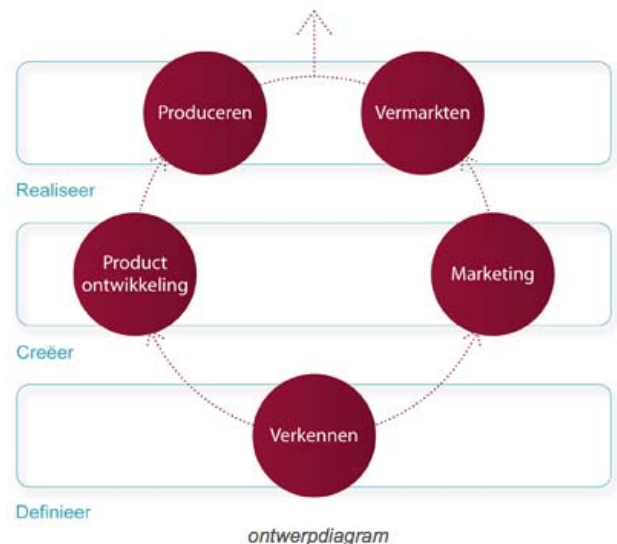 Produceren
Vermarkten
Realiseer
Product
ontwikkeling
Marketing
Creëer
Verkennen
Definieer
ontwerpdiagram